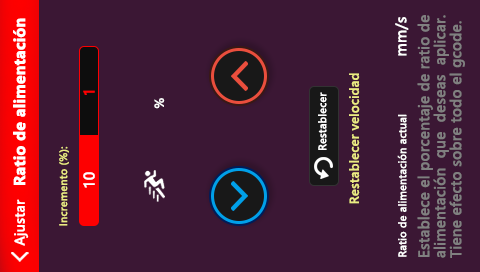 Ajustar Ratio de alimentación
Incremento (%):
10 1
%
Restablecer
Restablecer velocidad
Ratio de alimentación actual mm/s
Establece el porcentaje de ratio de
alimentación que deseas aplicar.
Tiene efecto sobre todo el gcode.